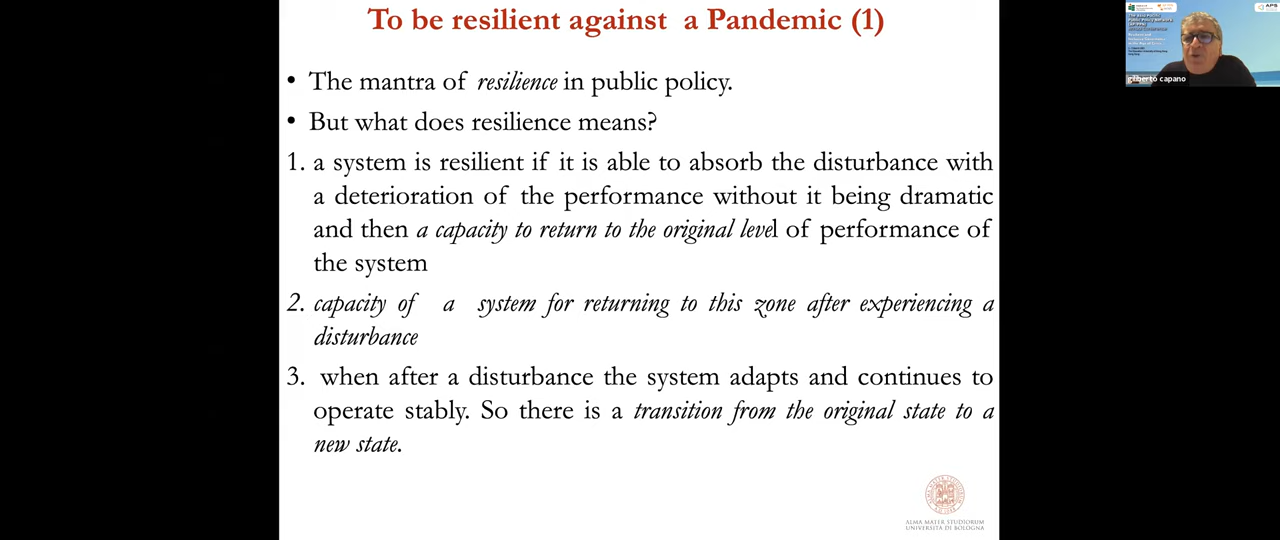 To be resilient against a Pandemic (1)
• The mantra of resilience in public policy.
• But what does resilience means?
1. a system is resilient if it is able to absorb the disturbance with
a deterioration of the performance without it being dramatic
and then a capacity to return to the original level of performance of
the system
2. capacity of a system for returning to this zone after experiencing a
disturbance
3. when after a disturbance the system adapts and continues to
operate stably. So there is a transition from the original state to a
new state.
ALMA MATER STUDIORUM
UNIVERSITÀ DI BOLOGNA
APS
gilberto capano